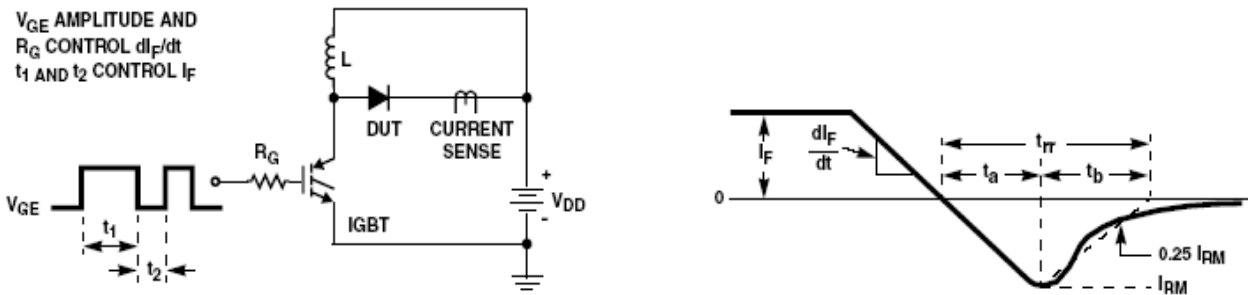 VGE AMPLITUDE AND
RG CONTROL dIF/dt
t1 AND t2 CONTROL IF
L
DUT
CURRENT
SENSE
RG
VGE
t1
t2
IGBT
+
VDD
-
IF
dIF
dt
trr
ta
tb
0
0.25 IRM
IRM